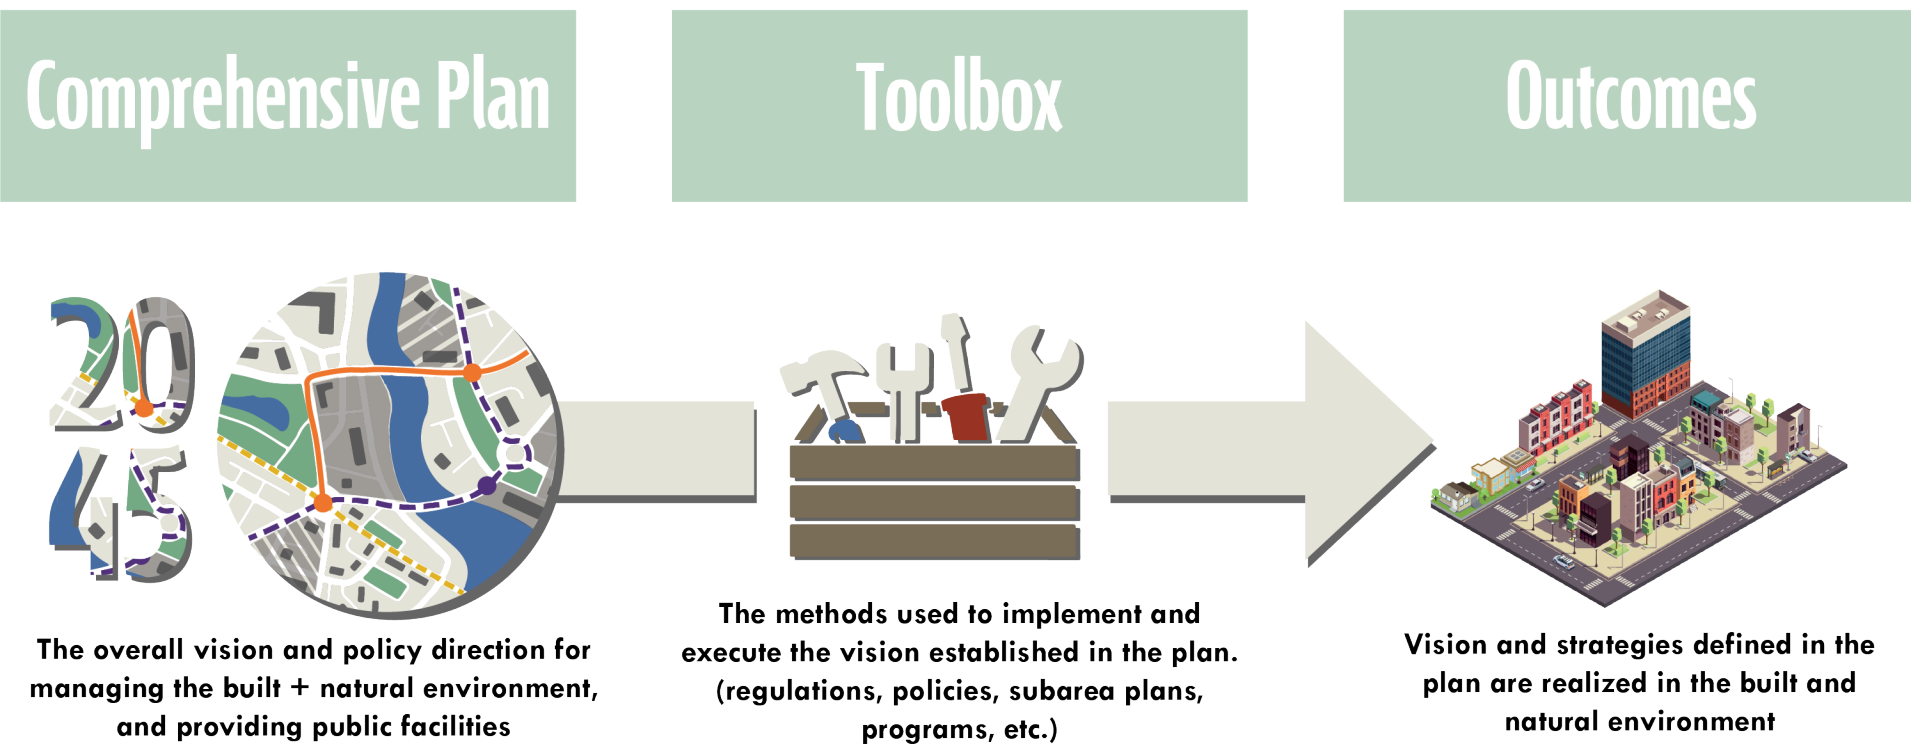 Comprehensive Plan
Toolbox
Outcomes
20
45
The overall vision and policy direction for
managing the built + natural environment,
and providing public facilities
The methods used to implement and
execute the vision established in the plan.
(regulations, policies, subarea plans,
programs, etc.)
Vision and strategies defined in the
plan are realized in the built and
natural environment